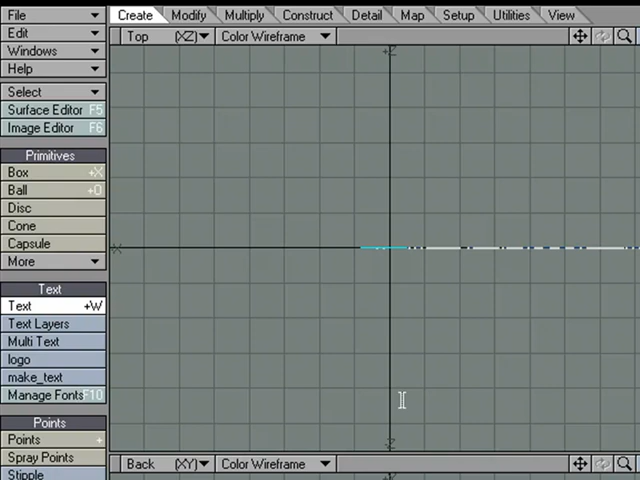 File
Create Modify Multiply Construct Detail Map Setup Utilities View
Edit
Top (XZ) Color Wireframe
Windows
Help
Select
Surface Editor F5
Image Editor F6
Primitives
Box +X
Ball +O
Disc
Cone
Capsule
More
Text
Text +W
Text Layers
Multi Text
logo
make_text
Manage Fonts F10
Points
Points +
Spray Points
Stipple
Back (XY) Color Wireframe
+Z
-X
-Z